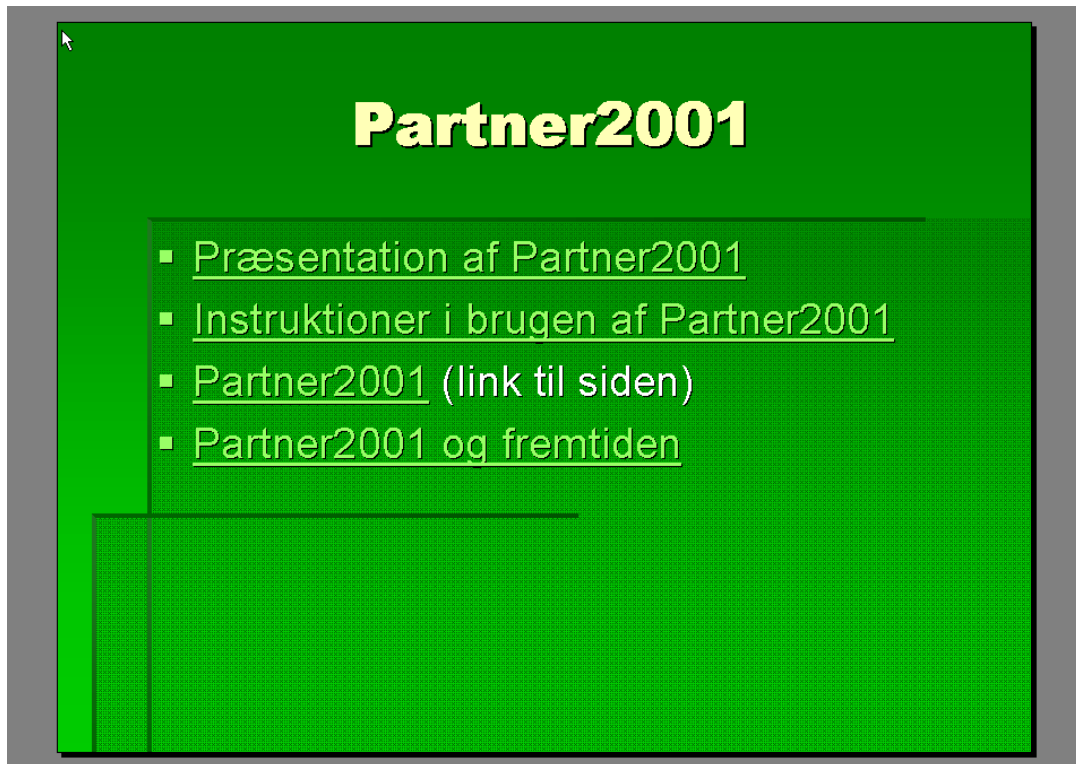 Partner2001
Præsentation af Partner2001
Instruktioner i brugen af Partner2001
Partner2001 (link til siden)
Partner2001 og fremtiden